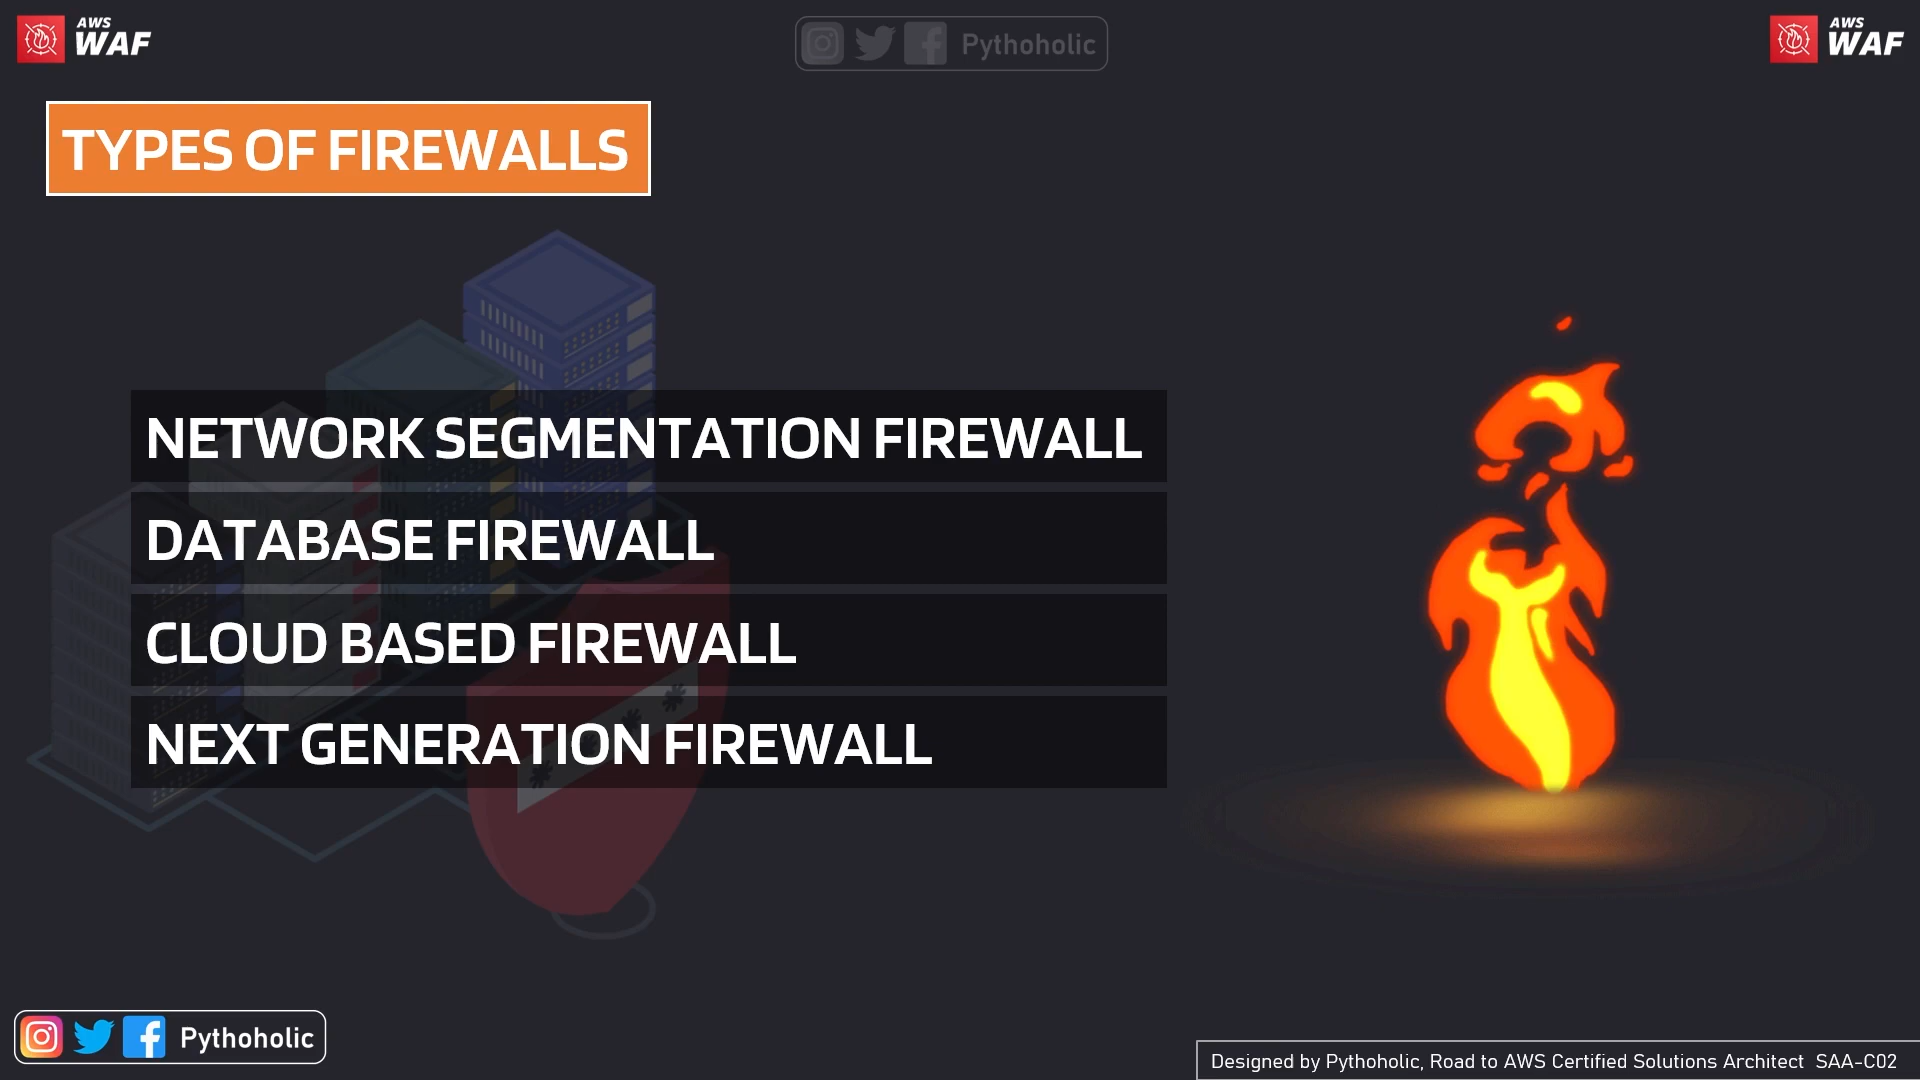 AWS
WAF
Pythoholic
AWS
WAF
TYPES OF FIREWALLS
NETWORK SEGMENTATION FIREWALL
DATABASE FIREWALL
CLOUD BASED FIREWALL
NEXT GENERATION FIREWALL
Pythoholic
Designed by Pythoholic, Road to AWS Certified Solutions Architect SAA-C02